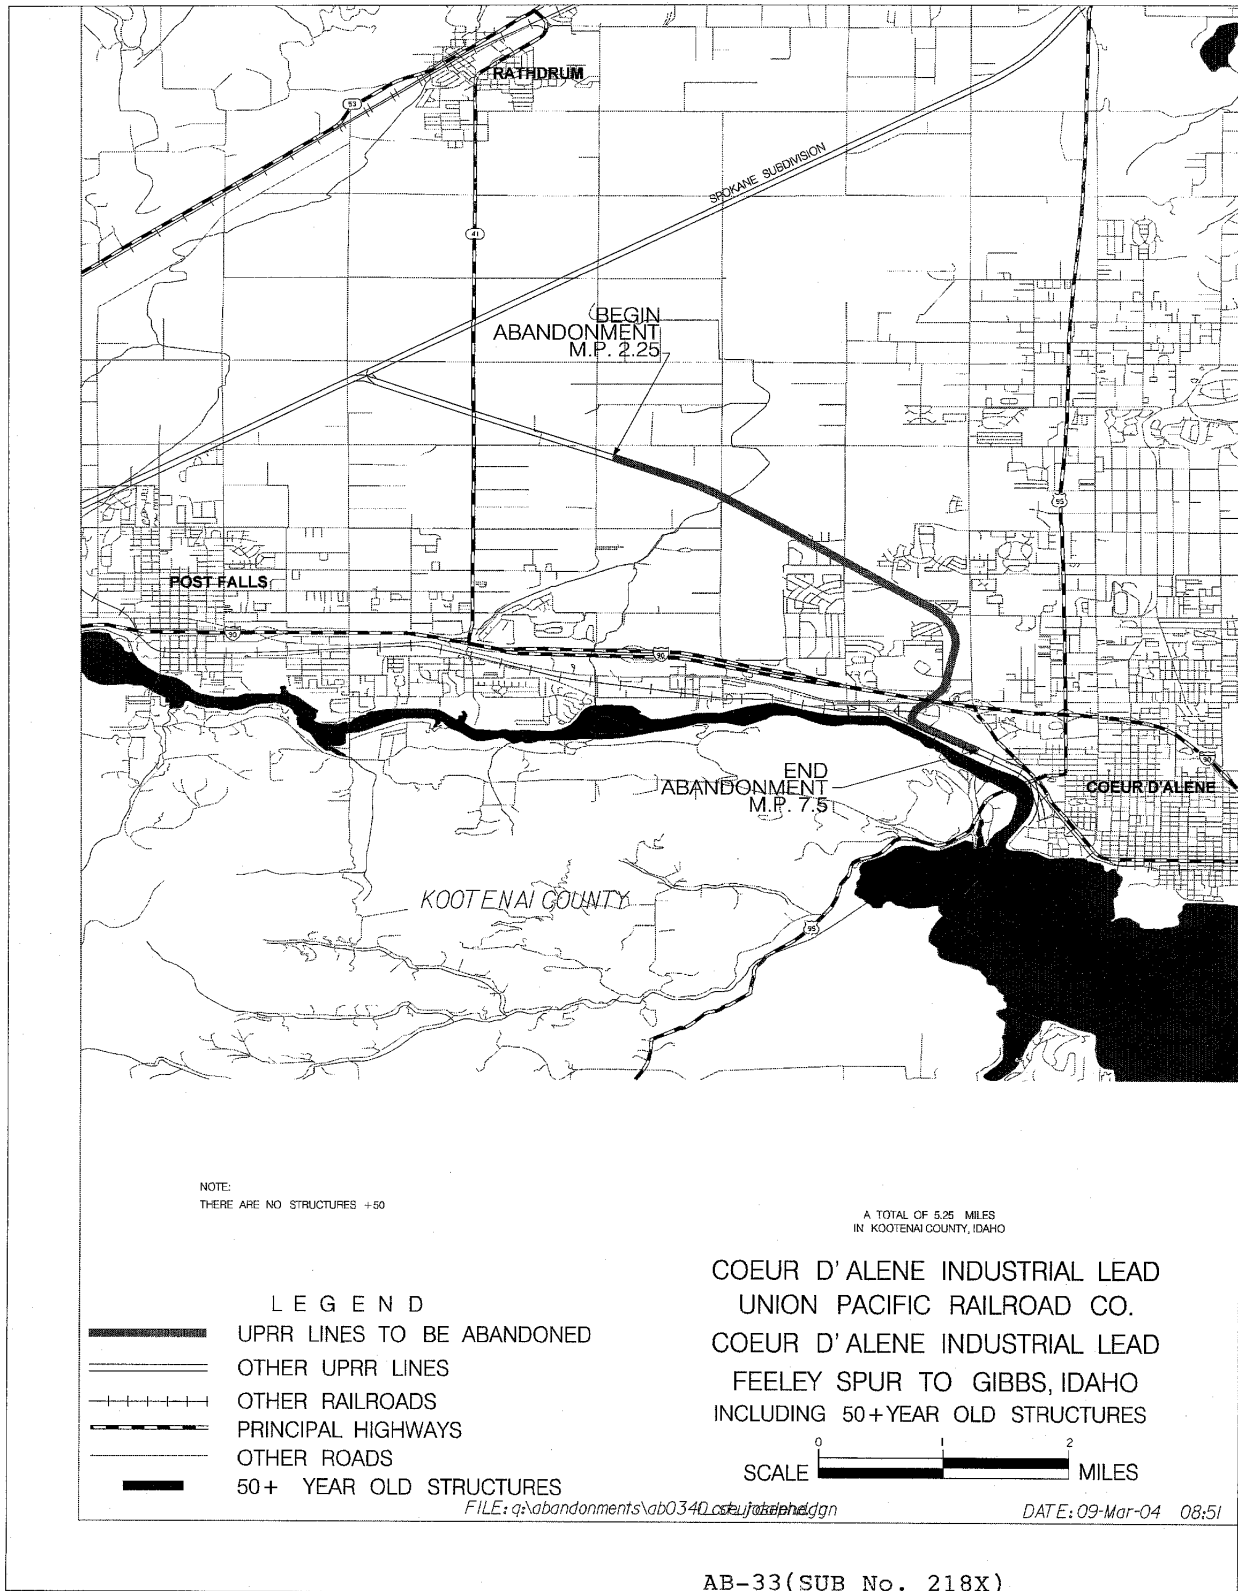 RATHDRUM
53
SPOKANE SUBDIVISION
41
BEGIN
ABANDONMENT
M.P. 2.25
95
POST FALLS
90
90
90
END
ABANDONMENT
M.P. 7.5
COEUR D'ALENE
KOOTENAI COUNTY
95
NOTE:
THERE ARE NO STRUCTURES +50
A TOTAL OF 5.25 MILES
IN KOOTENAI COUNTY, IDAHO
LEGEND
UPRR LINES TO BE ABANDONED
OTHER UPRR LINES
OTHER RAILROADS
PRINCIPAL HIGHWAYS
OTHER ROADS
50+ YEAR OLD STRUCTURES
COEUR D'ALENE INDUSTRIAL LEAD
UNION PACIFIC RAILROAD CO.
COEUR D'ALENE INDUSTRIAL LEAD
FEELEY SPUR TO GIBBS, IDAHO
INCLUDING 50+YEAR OLD STRUCTURES
0 1 2
SCALE MILES
FILE: q:\abandonments\ab0340
DATE: 09-Mar-04 08:51
AB-33(SUB No. 218X)